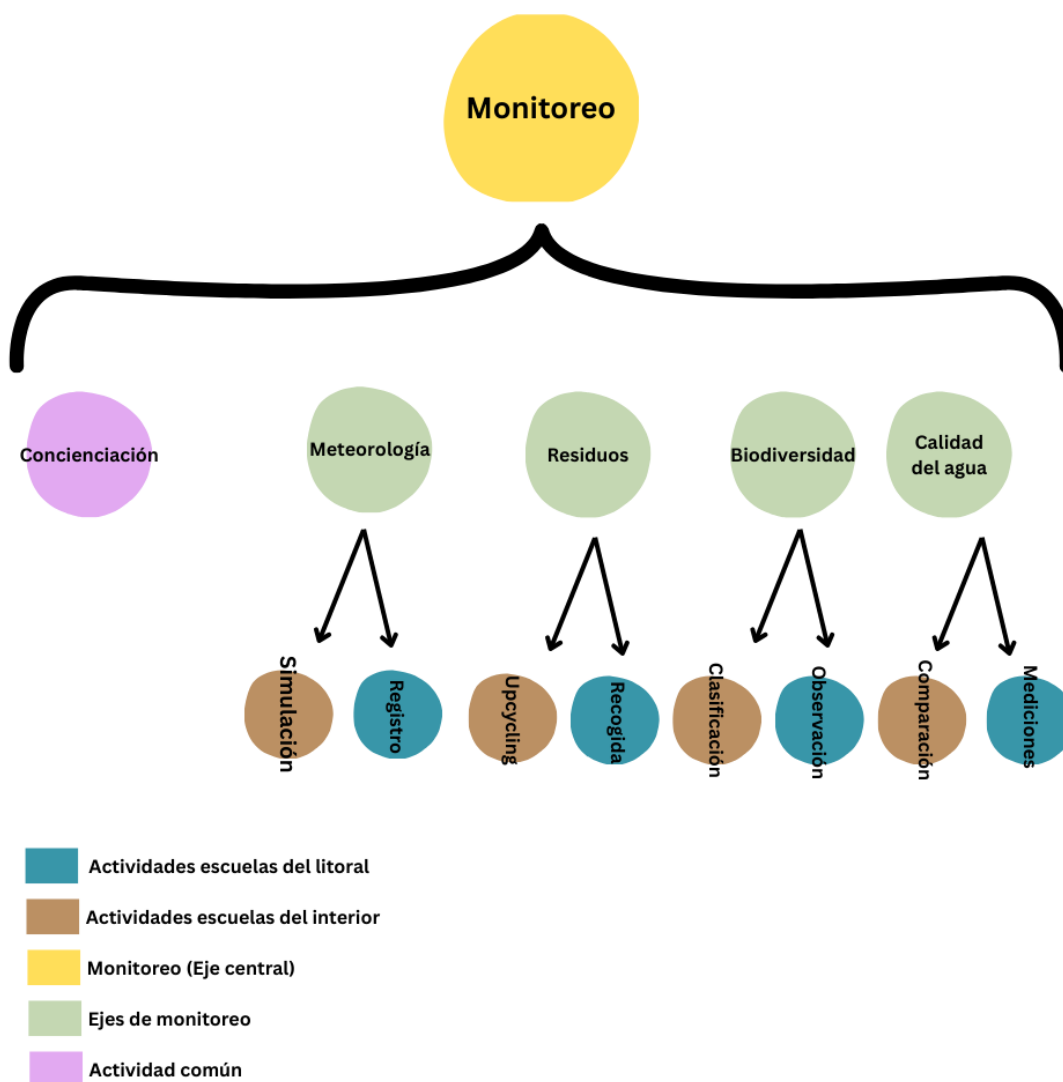 Monitoreo
Concienciación
Meteorología
Residuos
Biodiversidad
Calidad
del agua
Simulación
Registro
Upcycling
Recogida
Clasificación
Observación
Comparación
Mediciones
Actividades escuelas del litoral
Actividades escuelas del interior
Monitoreo (Eje central)
Ejes de monitoreo
Actividad común